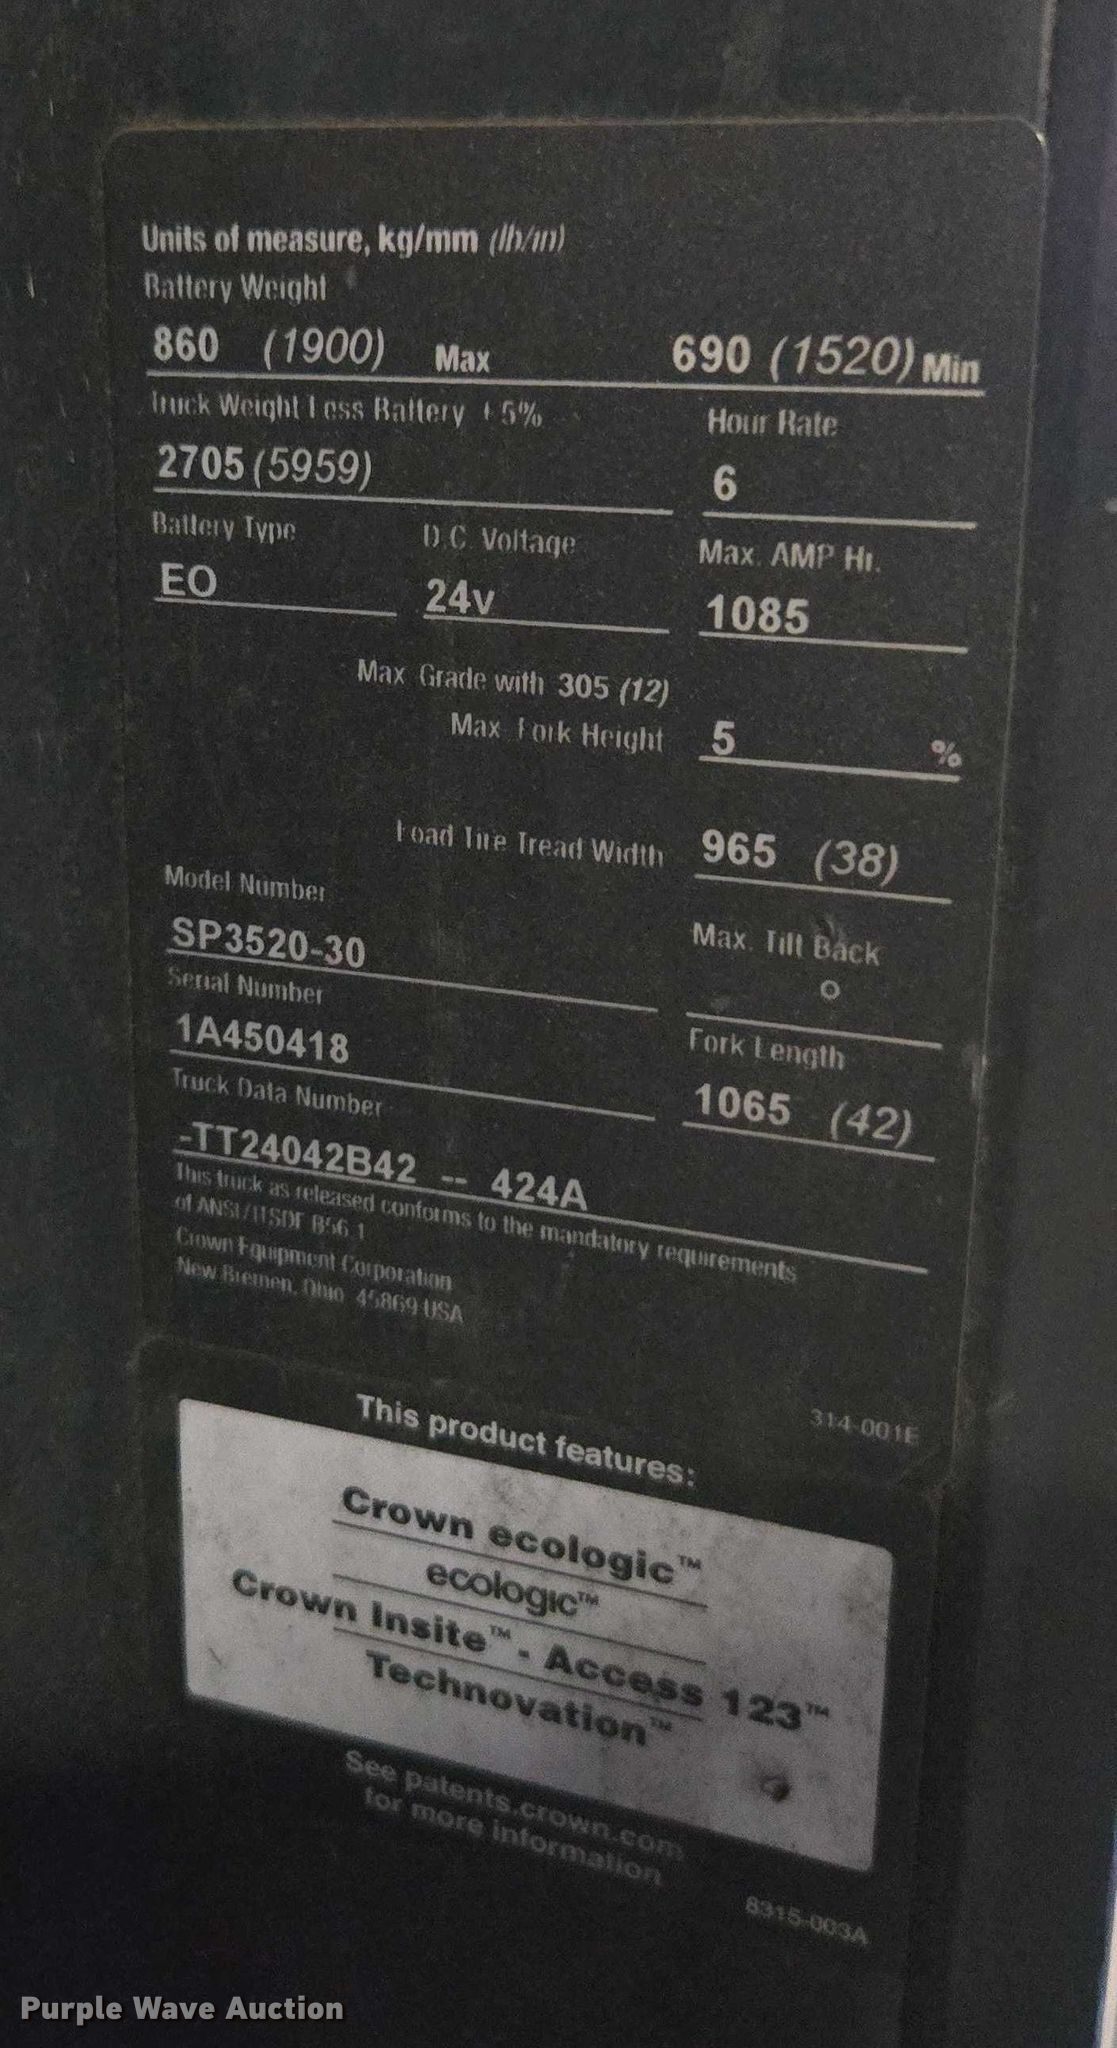 Units of measure, kg/mm (lb/in)
Battery Weight
860 (1900) Max 690 (1520) Min
Truck Weight Less Battery ±5% Hour Rate
2705 (5959) 6
Battery Type D.C. Voltage Max. AMP Hr.
EO 24v 1085
Max. Grade with 305 (12)
Max. Fork Height 5 %
Load Tire Tread Width 965 (38)
Model Number
SP3520-30 Max. Tilt Back
Serial Number °
1A450418 Fork Length
Truck Data Number 1065 (42)
-TT24042B42 -- 424A
This truck as released conforms to the mandatory requirements
of ANSI/ITSDF B56.1
Crown Equipment Corporation
New Bremen, Ohio 45869 USA
314-001E
This product features:
Crown ecologic™
ecologic™
Crown Insite™ - Access 123™
Technovation™
See patents.crown.com
for more information
8315-003A
Purple Wave Auction